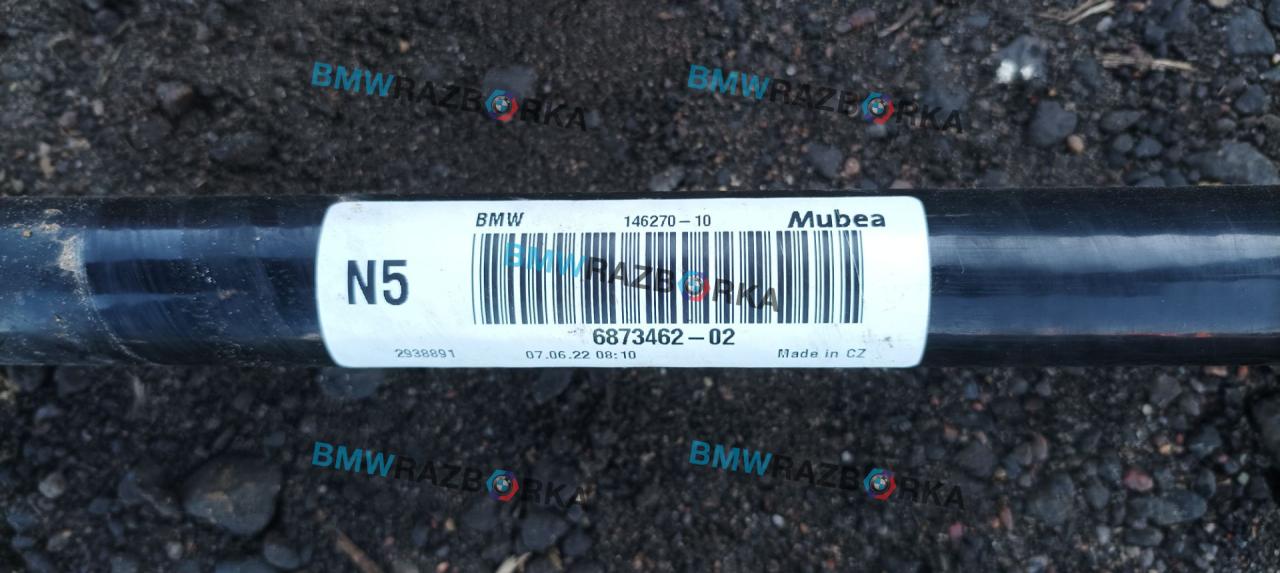 BMWRAZBORKA BMWRAZBORKA
BMW 146270-10 Mubea
N5
BMWRAZBORKA
6873462-02
2938891 07.06.22 08:10 Made in CZ
BMWRAZBORKA BMWRAZBORKA